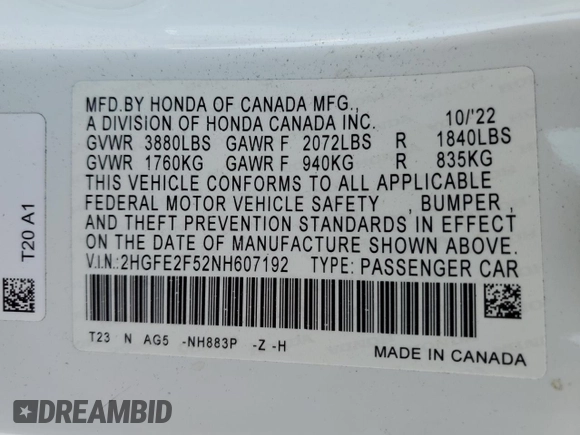 MFD.BY HONDA OF CANADA MFG.,
A DIVISION OF HONDA CANADA INC. 10/'22
GVWR 3880LBS GAWR F 2072LBS R 1840LBS
GVWR 1760KG GAWR F 940KG R 835KG
THIS VEHICLE CONFORMS TO ALL APPLICABLE
FEDERAL MOTOR VEHICLE SAFETY , BUMPER ,
AND THEFT PREVENTION STANDARDS IN EFFECT
ON THE DATE OF MANUFACTURE SHOWN ABOVE.
V.I.N.:2HGFE2F52NH607192 TYPE: PASSENGER CAR
T23 N AG5 -NH883P -Z -H
MADE IN CANADA
T20 A1
DREAMBID